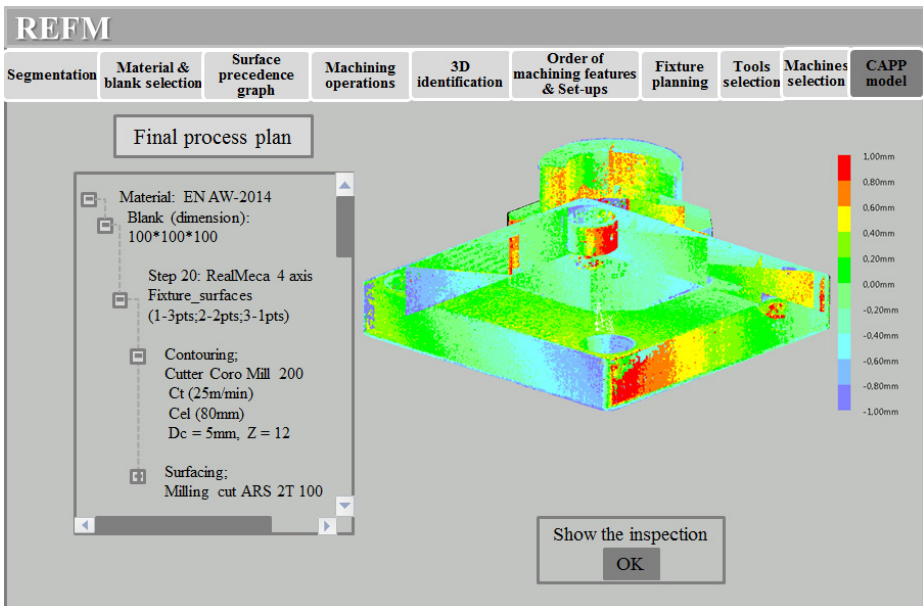 REFM
Segmentation
Material &
blank selection
Surface
precedence
graph
Machining
operations
3D
identification
Order of
machining features
& Set-ups
Fixture
planning
Tools
selection
Machines
selection
CAPP
model
Final process plan
Material: EN AW-2014
Blank (dimension):
100*100*100
Step 20: RealMeca 4 axis
Fixture_surfaces
(1-3pts;2-2pts;3-1pts)
Contouring;
Cutter Coro Mill 200
Ct (25m/min)
Cel (80mm)
Dc = 5mm, Z = 12
Surfacing;
Milling cut ARS 2T 100
1.00mm
0.80mm
0.60mm
0.40mm
0.20mm
0.00mm
-0,20mm
-0.40mm
-0.60mm
-0.80mm
-1.00mm
Show the inspection
OK